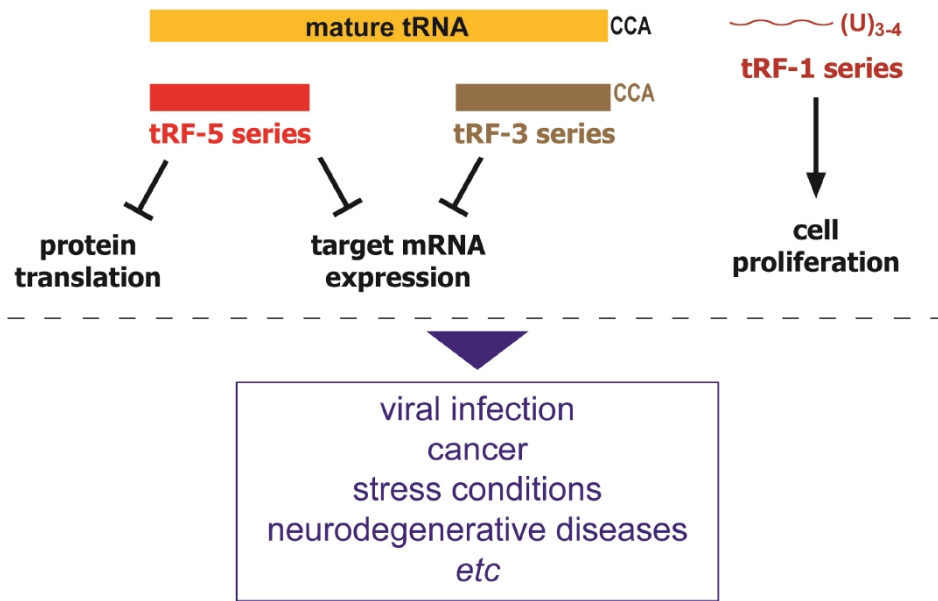 mature tRNA CCA
(U)3-4
CCA
tRF-1 series
tRF-5 series
tRF-3 series
protein
translation
target mRNA
expression
cell
proliferation
viral infection
cancer
stress conditions
neurodegenerative diseases
etc